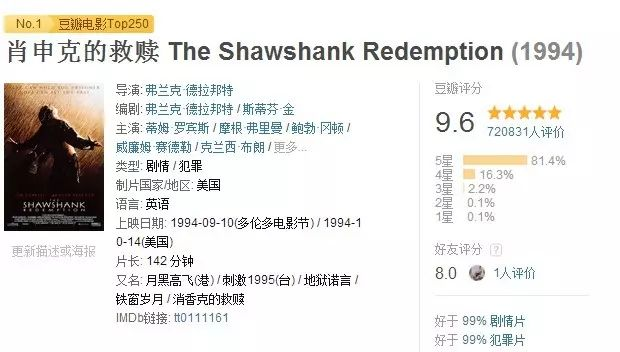 No.1 豆瓣电影Top250
肖申克的救赎 The Shawshank Redemption (1994)
SHAWSHANK
REDEMPTION
更新描述或海报
导演: 弗兰克·德拉邦特
编剧: 弗兰克·德拉邦特 / 斯蒂芬·金
主演: 蒂姆·罗宾斯 / 摩根·弗里曼 / 鲍勃·冈顿 /
威廉姆·赛德勒 / 克兰西·布朗 / 更多...
类型: 剧情 / 犯罪
制片国家/地区: 美国
语言: 英语
上映日期: 1994-09-10(多伦多电影节) / 1994-1
0-14(美国)
片长: 142 分钟
又名: 月黑高飞(港) / 刺激1995(台) / 地狱诺言 /
铁窗岁月 / 消香克的救赎
IMDb链接: tt0111161
豆瓣评分
9.6
720831人评价
5星 81.4%
4星 16.3%
3星 2.2%
2星 0.1%
1星 0.1%
好友评分 ?
8.0 1人评价
好于 99% 剧情片
好于 99% 犯罪片